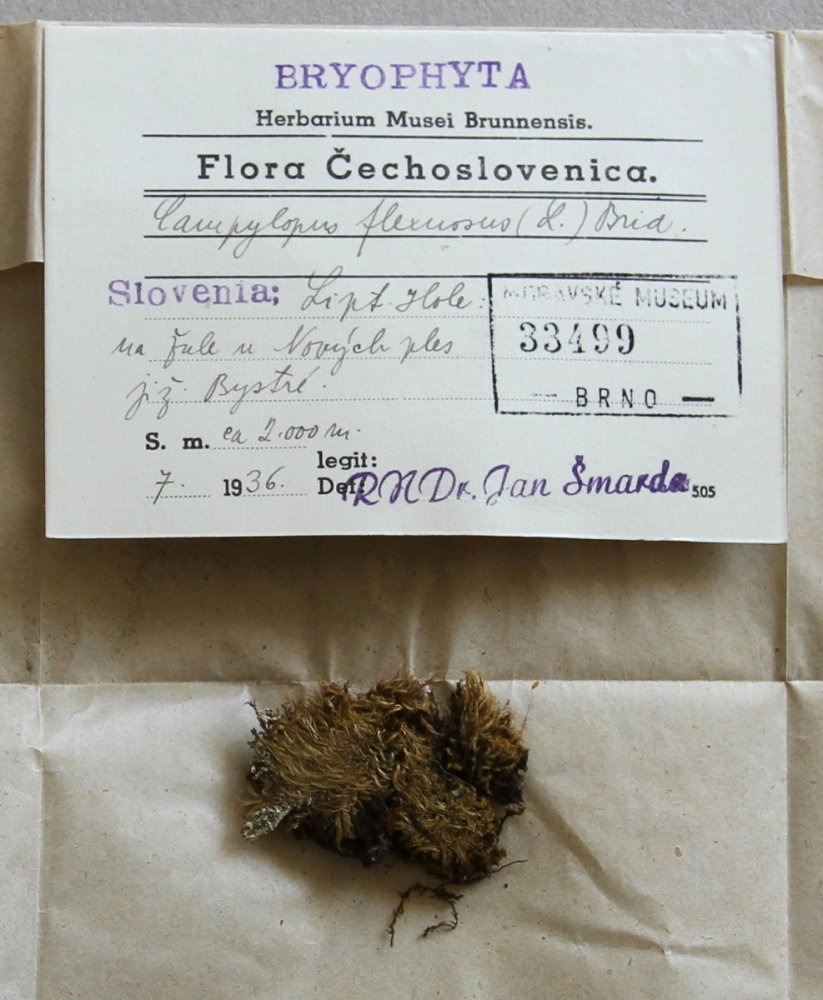 BRYOPHYTA
Herbarium Musei Brunnensis.
Flora Čechoslovenica.
Campylopus flexuosus (L.) Brid.
Slovenia: Lipt. Hole:
na žule u Nových ples
již. Bystré.
MORAVSKÉ MUSEUM
33499
— BRNO —
S. m. ca 2.000 m.
7. 1936.
legit:
Det: RNDr. Jan Šmarda
505